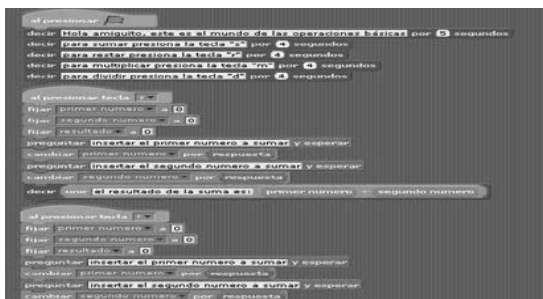 al presionar
decir Hola amiguito, este es el mundo de las operaciones básicas por 5 segundos
decir para sumar presiona la tecla "s" por 4 segundos
decir para restar presiona la tecla "r" por 4 segundos
decir para multiplicar presiona la tecla "m" por 4 segundos
decir para dividir presiona la tecla "d" por 4 segundos
al presionar tecla
fijar primer numero a 0
fijar segundo numero a 0
fijar resultado a 0
preguntar insertar el primer numero a sumar y esperar
cambiar primer numero por respuesta
preguntar insertar el segundo numero a sumar y esperar
cambiar segundo numero por respuesta
decir unir el resultado de la suma es: primer numero + segundo numero
al presionar tecla
fijar primer numero a 0
fijar segundo numero a 0
fijar resultado a 0
preguntar insertar el primer numero a sumar y esperar
cambiar primer numero por respuesta
preguntar insertar el segundo numero a sumar y esperar
cambiar segundo numero por respuesta